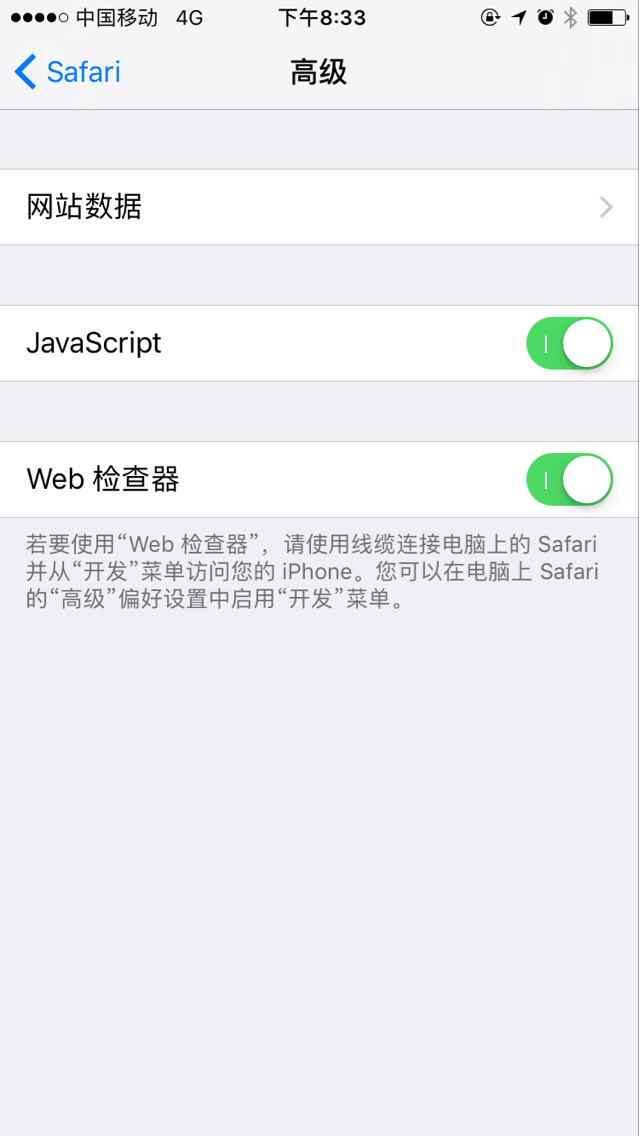 中国移动 4G 下午8:33
Safari 高级
网站数据
JavaScript
Web 检查器
若要使用“Web 检查器”，请使用线缆连接电脑上的 Safari
并从“开发”菜单访问您的 iPhone。您可以在电脑上 Safari
的“高级”偏好设置中启用“开发”菜单。